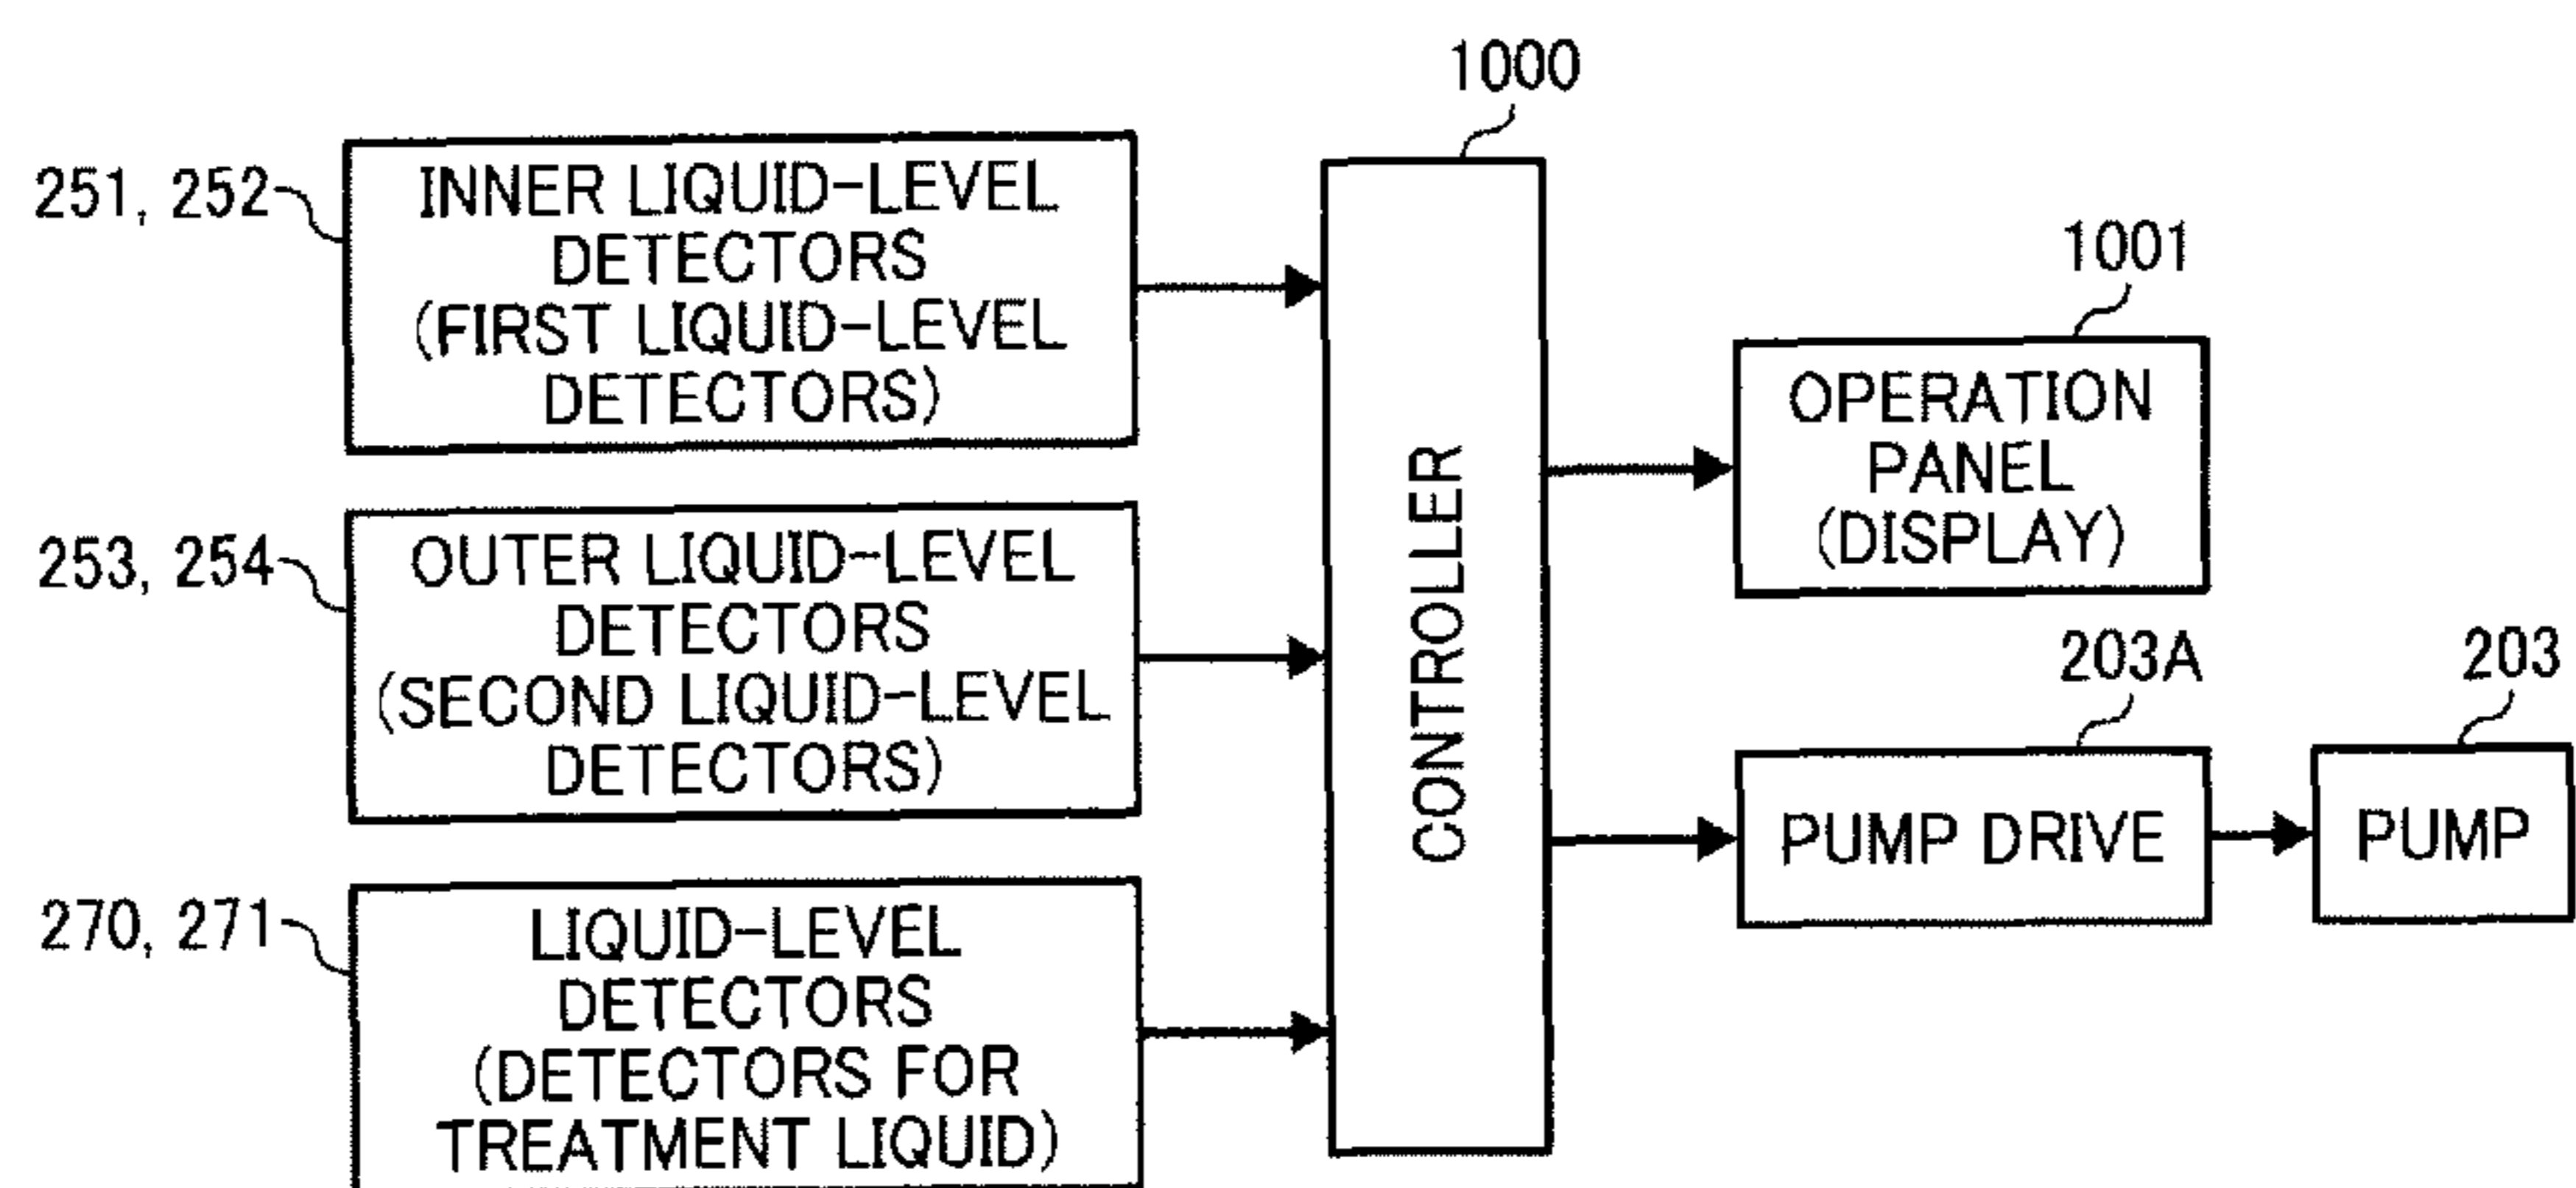 1000
251, 252
INNER LIQUID-LEVEL
DETECTORS
(FIRST LIQUID-LEVEL
DETECTORS)
1001
OPERATION
PANEL
(DISPLAY)
253, 254
OUTER LIQUID-LEVEL
DETECTORS
(SECOND LIQUID-LEVEL
DETECTORS)
CONTROLLER
203A
203
PUMP DRIVE
PUMP
270, 271
LIQUID-LEVEL
DETECTORS
(DETECTORS FOR
TREATMENT LIQUID)